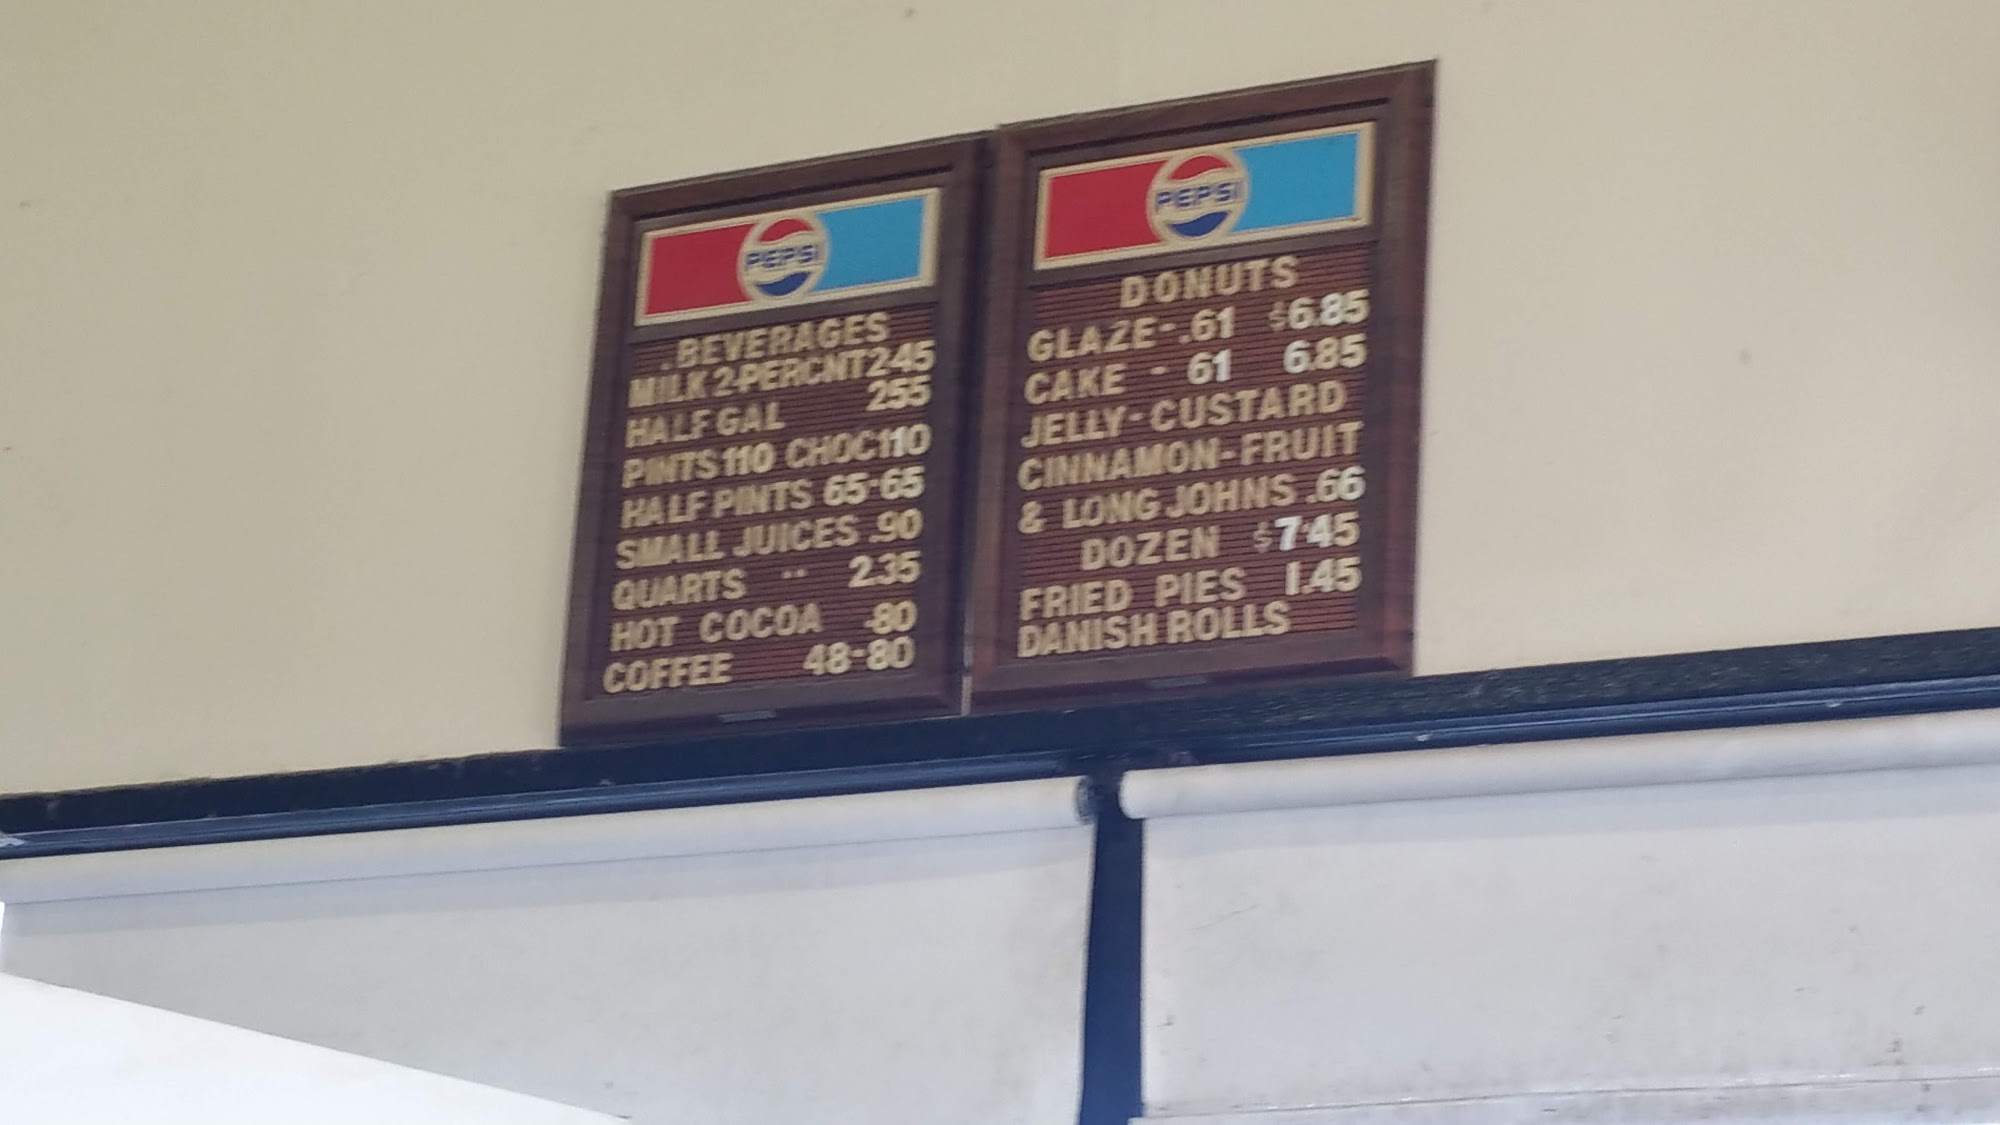 PEPSI
.BEVERAGES
MILK 2-PERCNT 245
255
HALF GAL
PINTS 110 CHOC 110
HALF PINTS 65-65
SMALL JUICES .90
QUARTS -- 2.35
HOT COCOA -80
COFFEE 48-80
PEPSI
DONUTS
GLAZE - .61 $6.85
CAKE - 61 6.85
JELLY-CUSTARD
CINNAMON-FRUIT
& LONG JOHNS .66
DOZEN $7.45
FRIED PIES 1.45
DANISH ROLLS